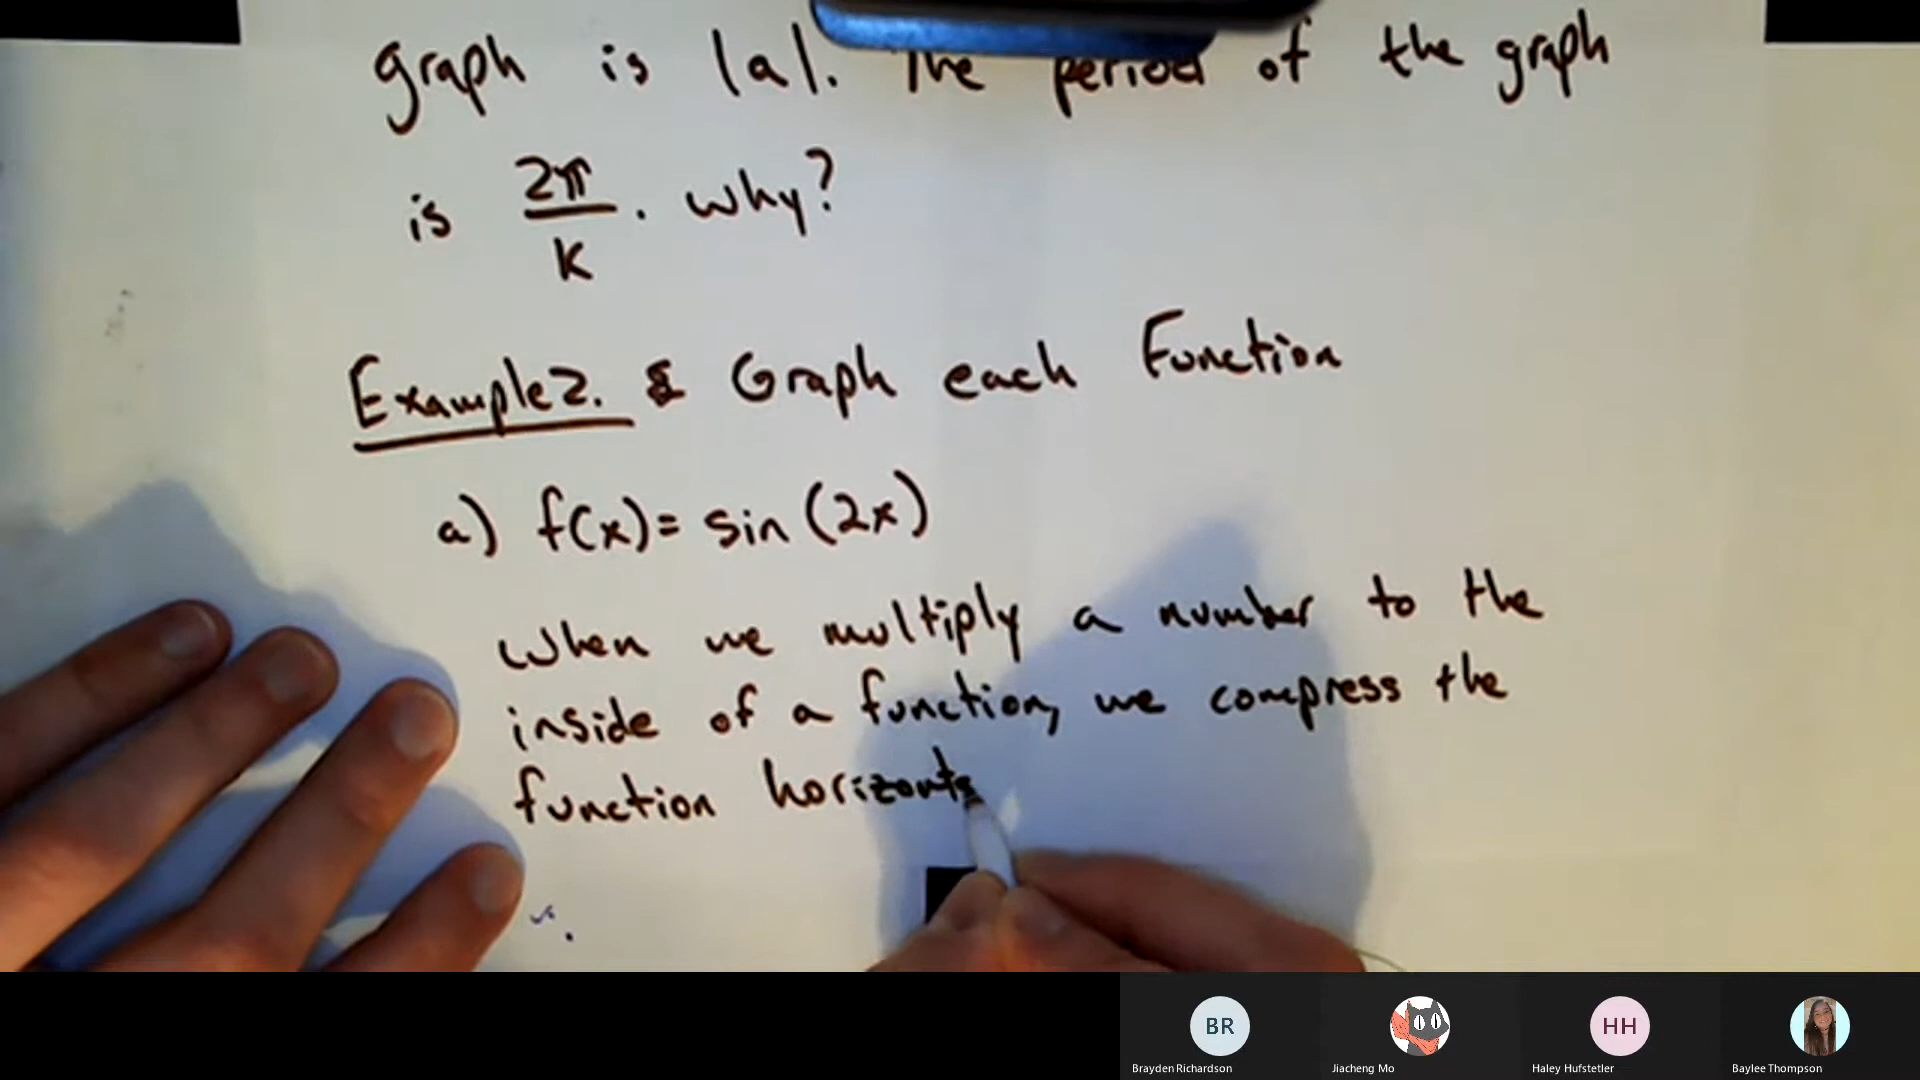 graph is |a|. The period of the graph
is 2π/k. why?
Example 2. Graph each Function
a) f(x)= sin (2x)
When we multiply a number to the
inside of a function, we compress the
function horizonta
BR
HH
Brayden Richardson
Jiacheng Mo
Haley Hufstetler
Baylee Thompson